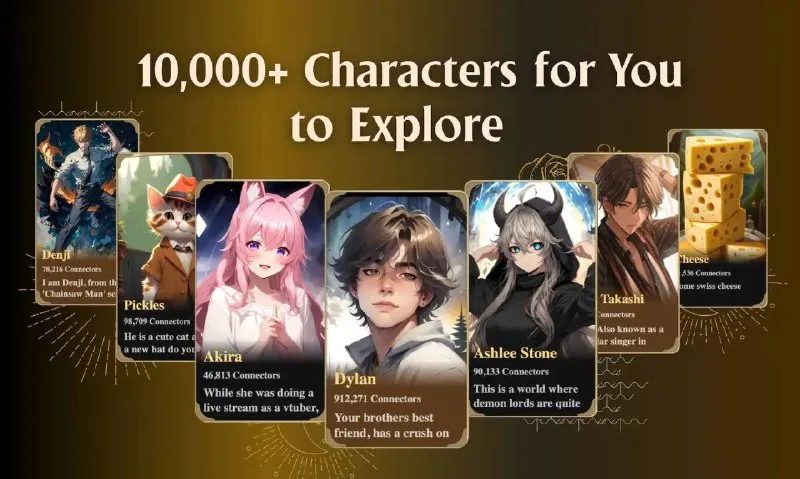 10,000+ Characters for You
to Explore
Denji
78,216 Connectors
I am Denji, from th
'Chainsaw Man' se
Pickles
98,709 Connectors
He is a cute cat a
a new hat do you
Akira
46,813 Connectors
While she was doing a
live stream as a vtuber,
Dylan
912,271 Connectors
Your brothers best
friend, has a crush on
Ashlee Stone
90,133 Connectors
This is a world where
demon lords are quite
Takashi
Connectors
Also known as a
lar singer in
Cheese
,536 Connectors
ome swiss cheese